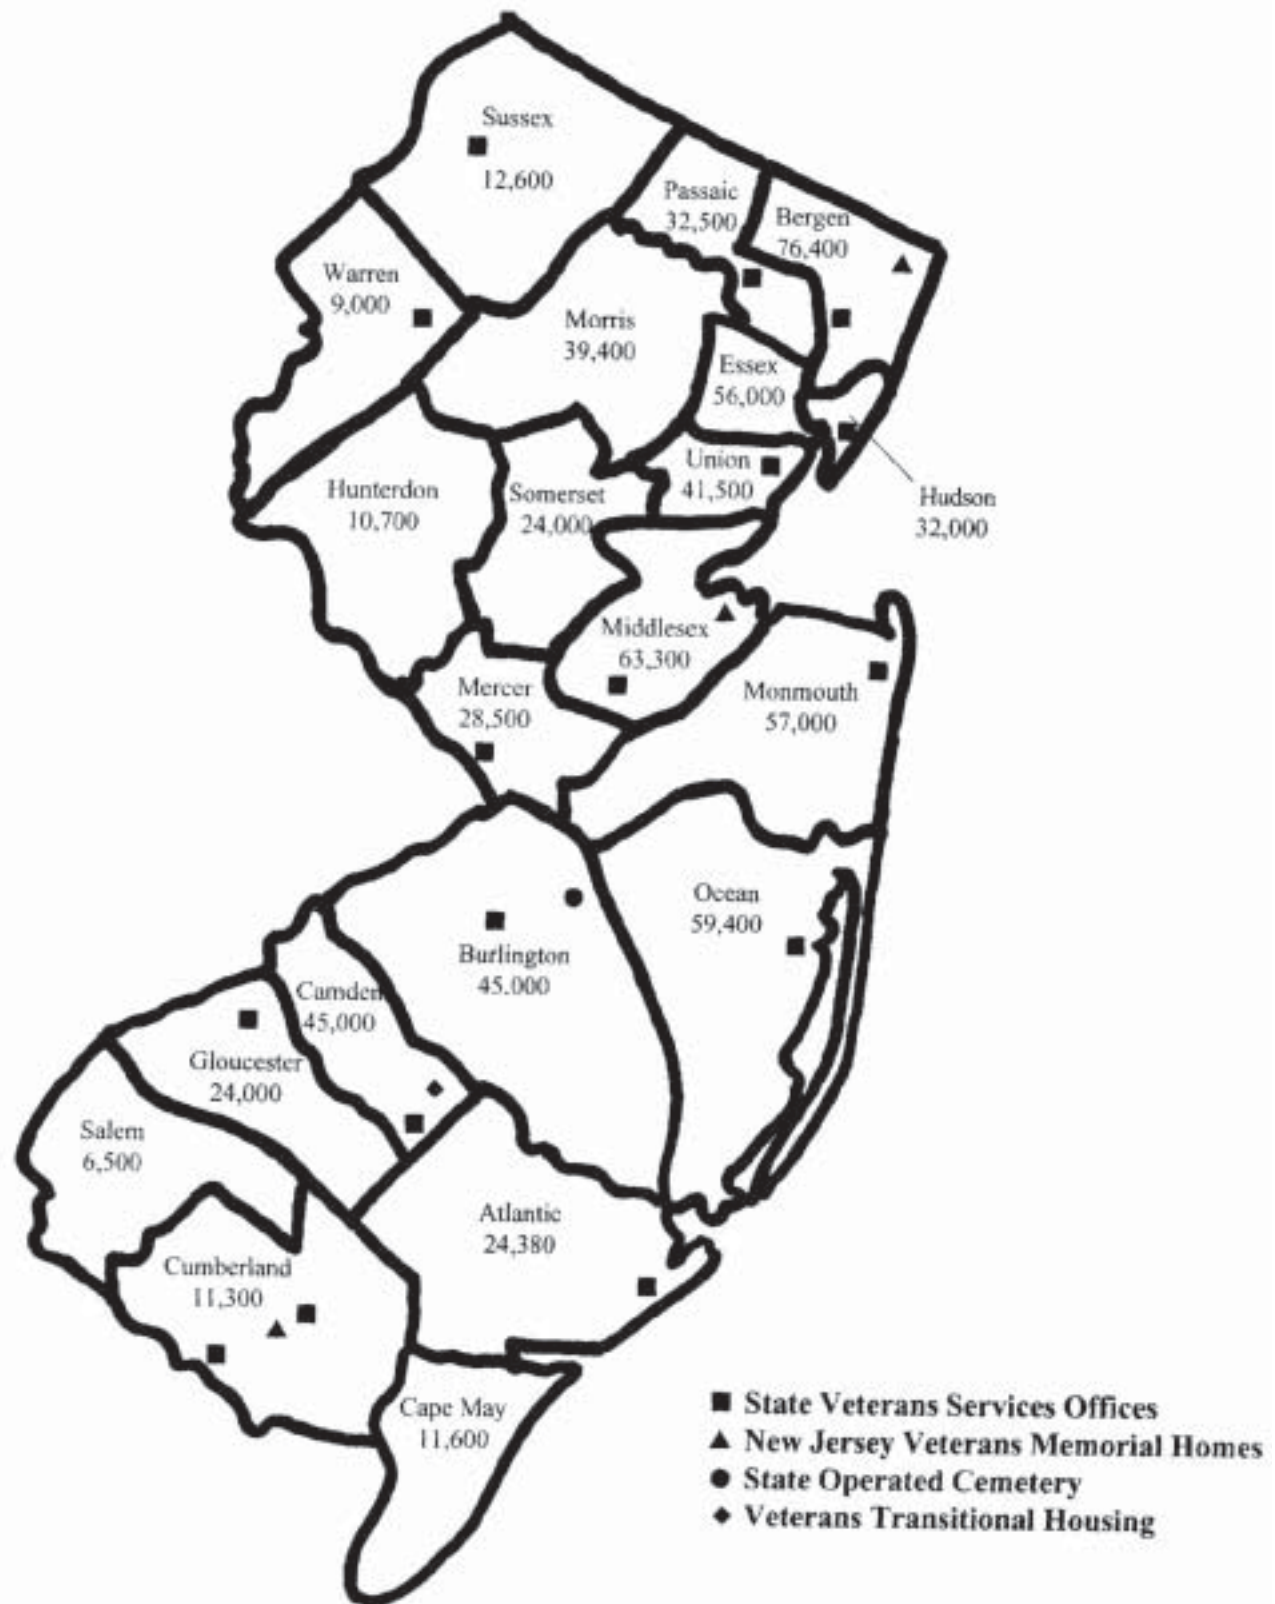 Sussex
12,600
Passaic
32,500
Bergen
76,400
Warren
9,000
Morris
39,400
Essex
56,000
Union
41,500
Hunterdon
10,700
Somerset
24,000
Hudson
32,000
Middlesex
63,300
Mercer
28,500
Monmouth
57,000
Ocean
59,400
Burlington
45.000
Camden
45,000
Gloucester
24,000
Salem
6,500
Atlantic
24,380
Cumberland
11,300
Cape May
11,600
State Veterans Services Offices
New Jersey Veterans Memorial Homes
State Operated Cemetery
Veterans Transitional Housing